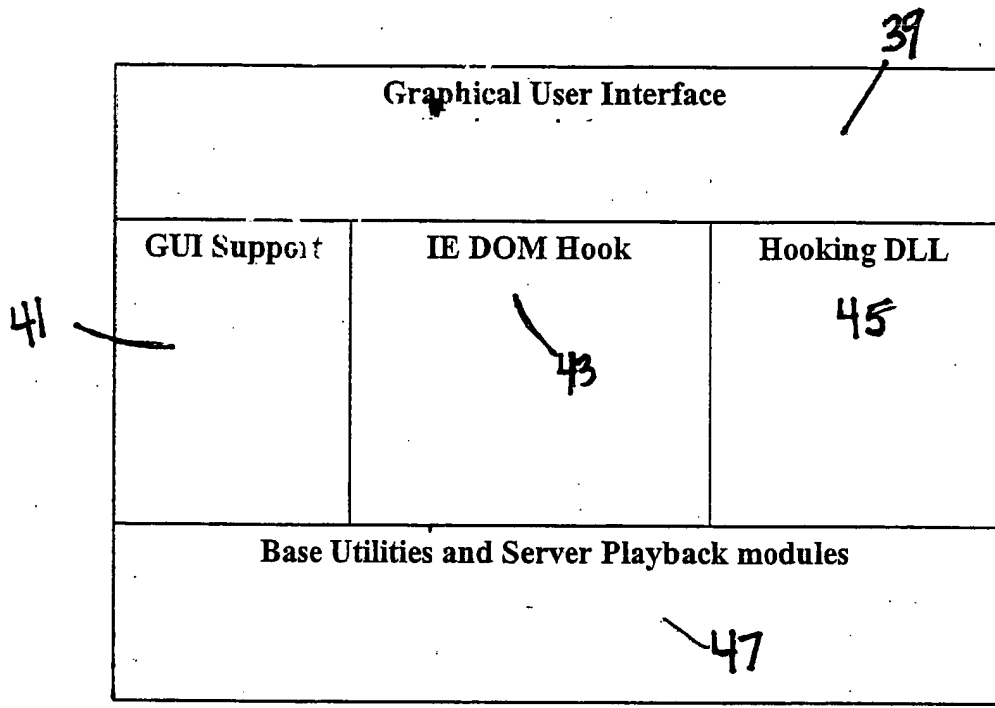 39
Graphical User Interface
GUI Support
IE DOM Hook
Hooking DLL
41
43
45
Base Utilities and Server Playback modules
47